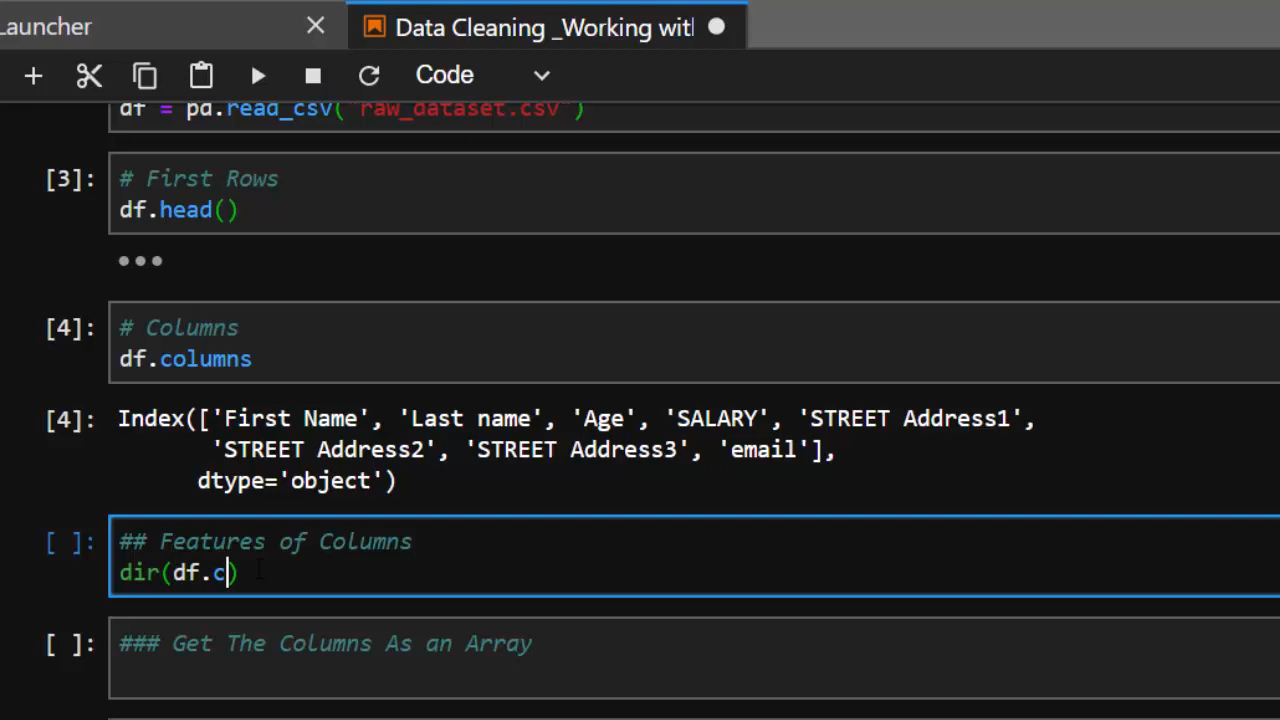 Launcher
Data Cleaning _Working wit
Code
df = pd.read_csv("raw_dataset.csv")
[3]:
# First Rows
df.head()
[4]:
# Columns
df.columns
[4]:
Index(['First Name', 'Last name', 'Age', 'SALARY', 'STREET Address1',
'STREET Address2', 'STREET Address3', 'email'],
dtype='object')
[ ]:
## Features of Columns
dir(df.c)
[ ]:
### Get The Columns As an Array